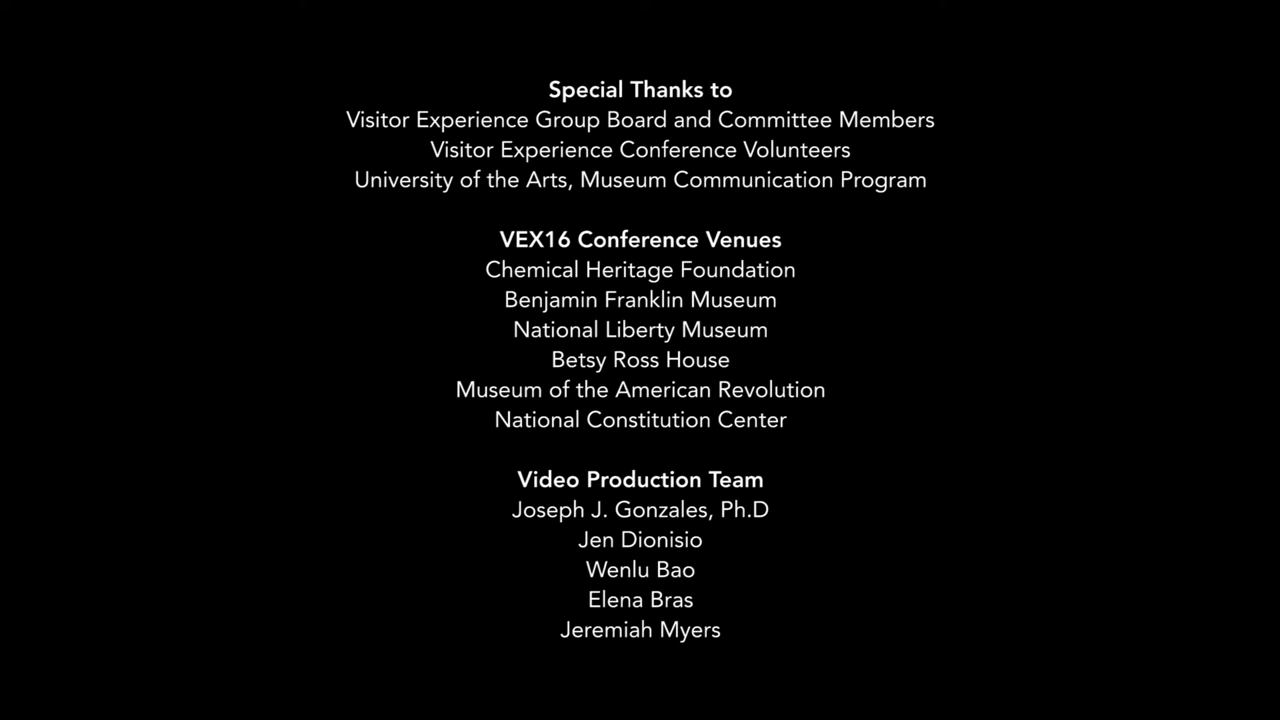 Special Thanks to
Visitor Experience Group Board and Committee Members
Visitor Experience Conference Volunteers
University of the Arts, Museum Communication Program
VEX16 Conference Venues
Chemical Heritage Foundation
Benjamin Franklin Museum
National Liberty Museum
Betsy Ross House
Museum of the American Revolution
National Constitution Center
Video Production Team
Joseph J. Gonzales, Ph.D
Jen Dionisio
Wenlu Bao
Elena Bras
Jeremiah Myers